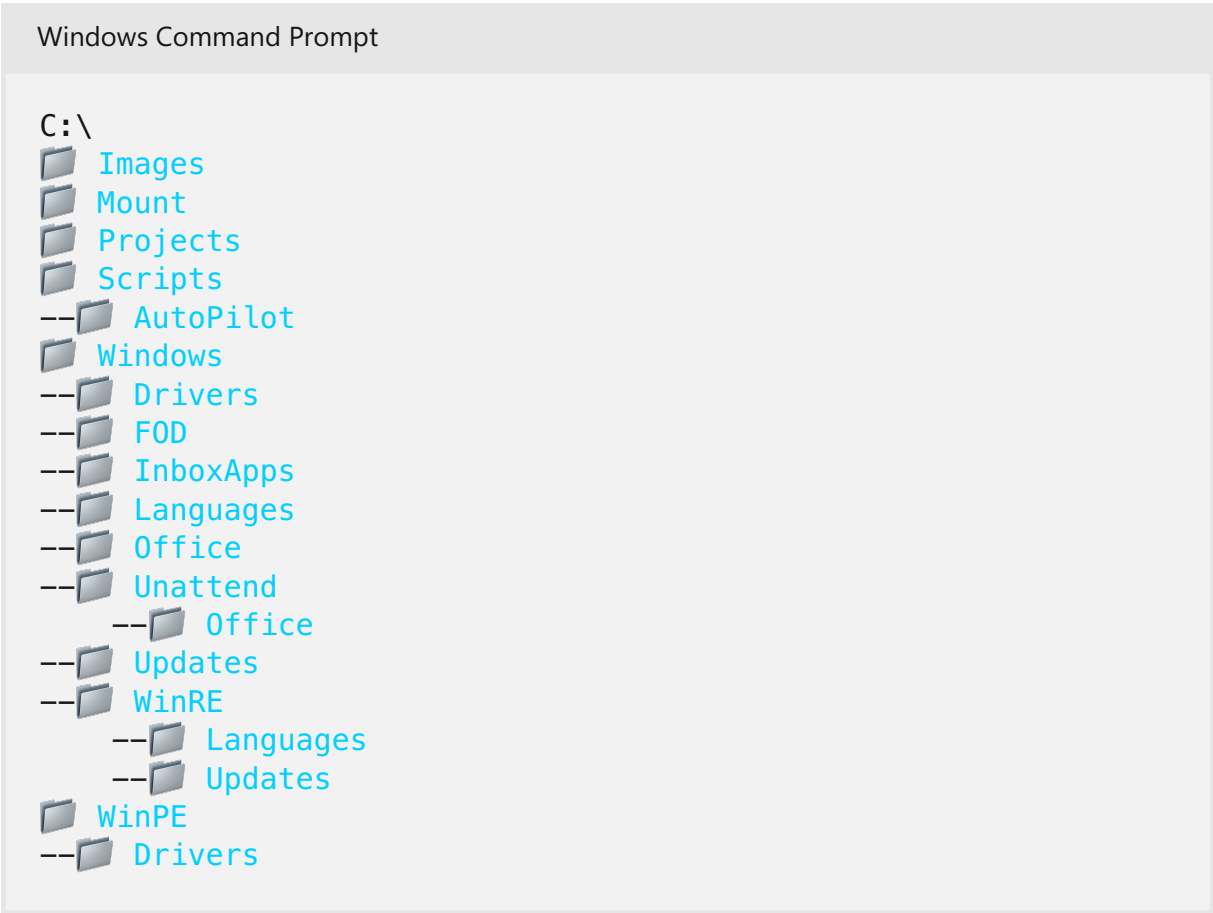 Windows Command Prompt
C:\
Images
Mount
Projects
Scripts
--AutoPilot
Windows
--Drivers
--FOD
--InboxApps
--Languages
--Office
--Unattend
--Office
--Updates
--WinRE
--Languages
--Updates
WinPE
--Drivers